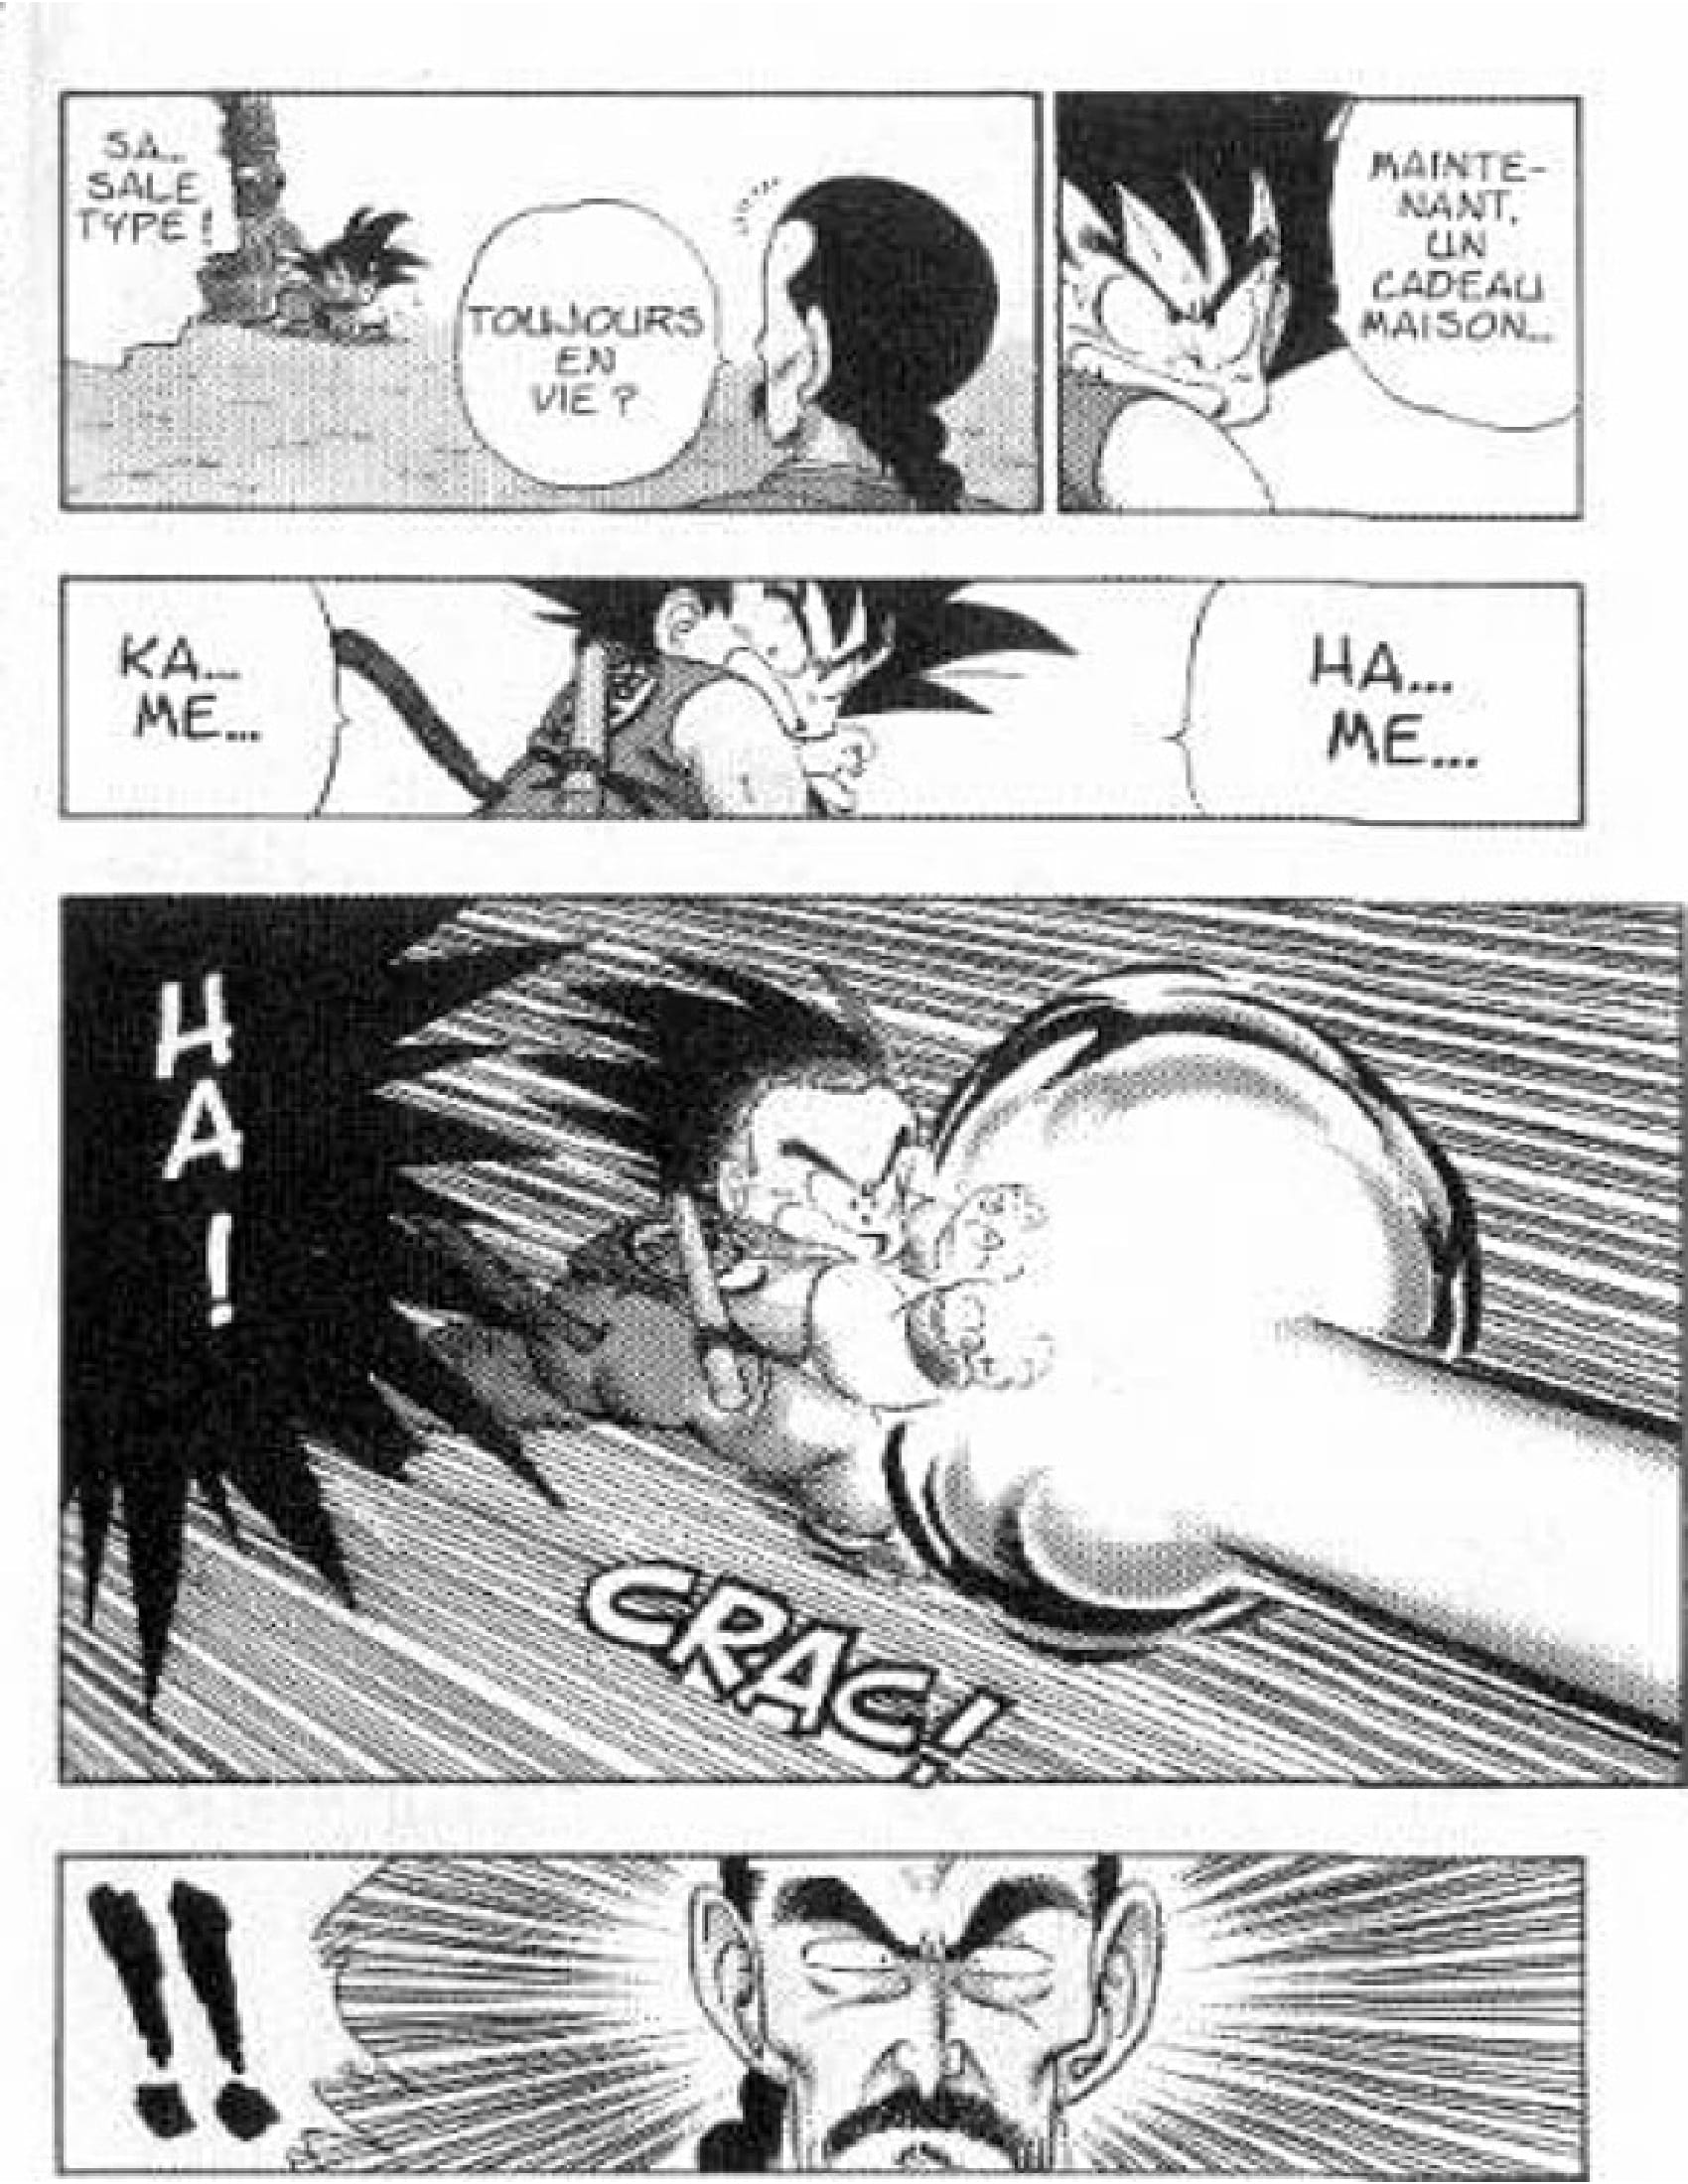 SA...
SALE
TYPE !
TOUJOURS
EN
VIE ?
MAINTE-
NANT,
UN
CADEAU
MAISON...
KA...
ME...
HA...
ME...
HA!
CRAC!
!!